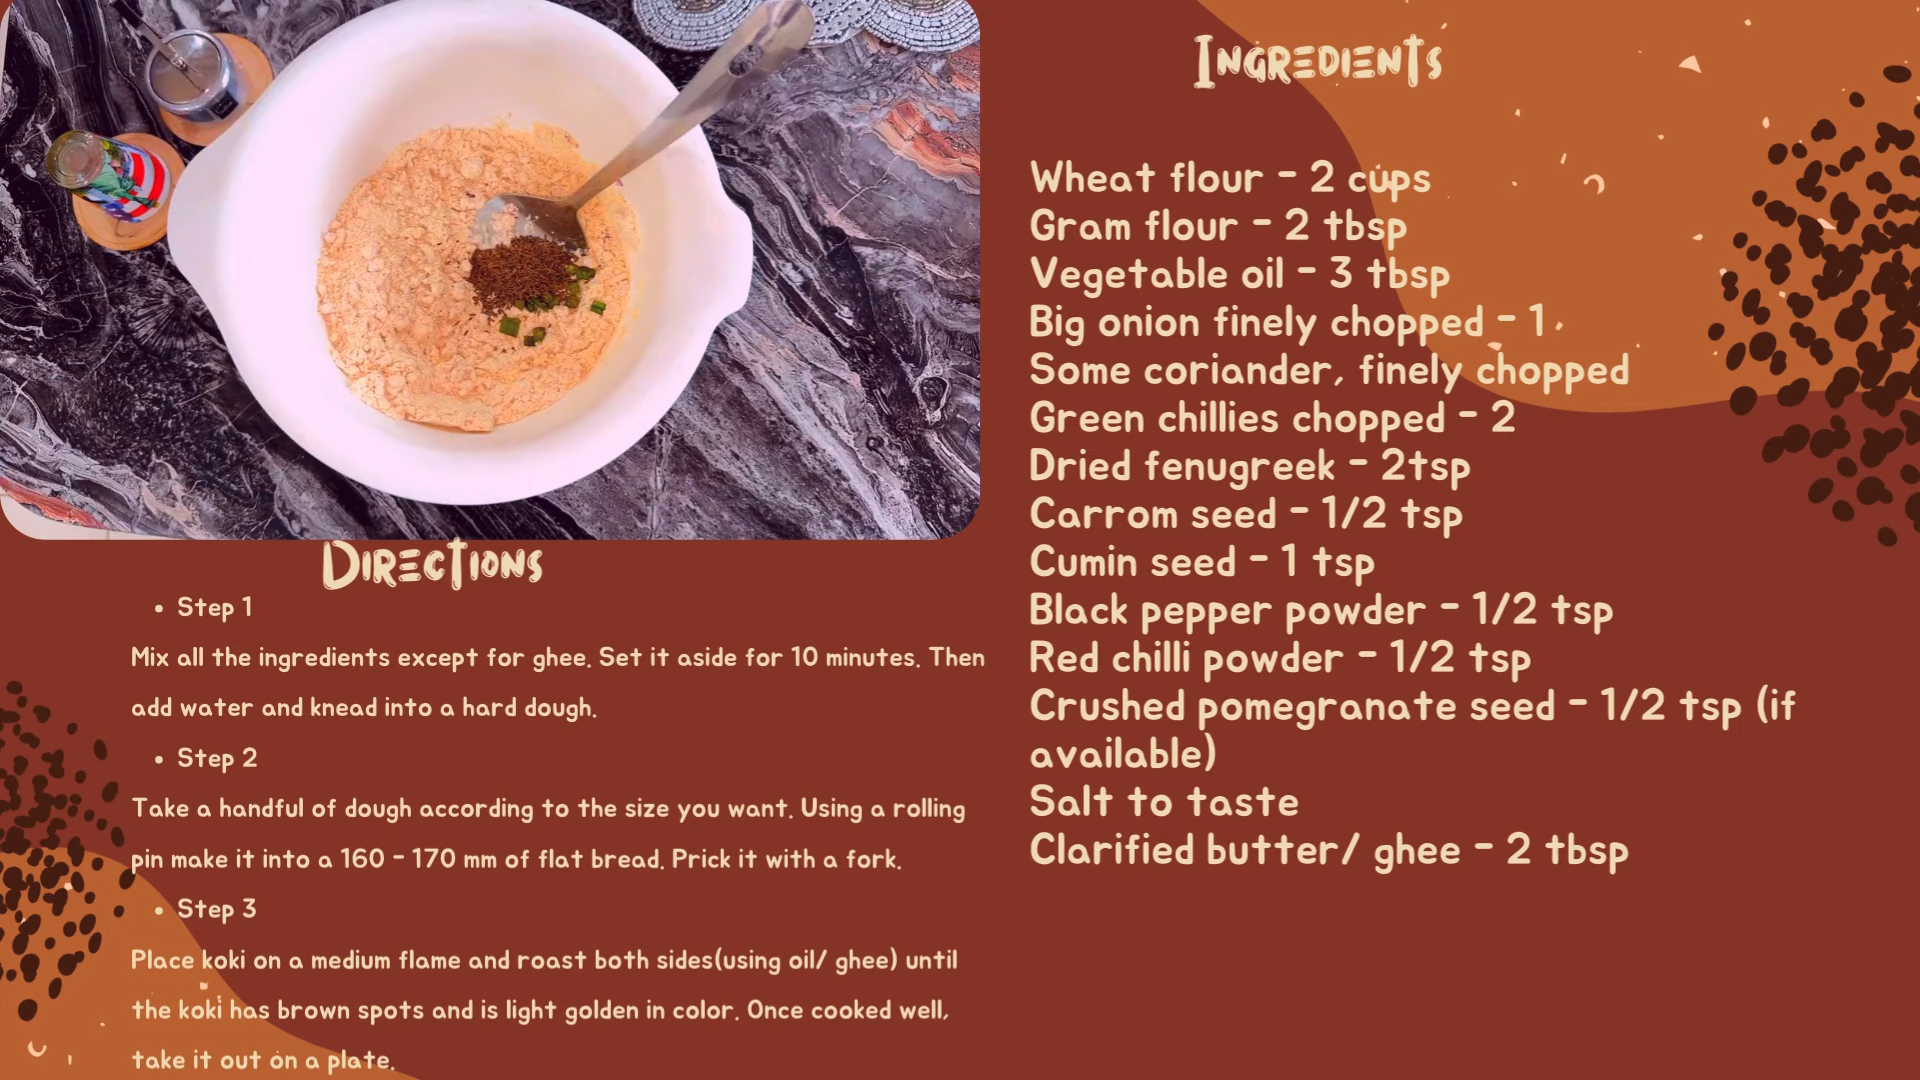 Ingredients
Wheat flour - 2 cups
Gram flour - 2 tbsp
Vegetable oil - 3 tbsp
Big onion finely chopped - 1
Some coriander, finely chopped
Green chillies chopped - 2
Dried fenugreek - 2tsp
Carrom seed - 1/2 tsp
Cumin seed - 1 tsp
Black pepper powder - 1/2 tsp
Red chilli powder - 1/2 tsp
Crushed pomegranate seed - 1/2 tsp (if
available)
Salt to taste
Clarified butter/ ghee - 2 tbsp
Directions
• Step 1
Mix all the ingredients except for ghee. Set it aside for 10 minutes. Then
add water and knead into a hard dough.
• Step 2
Take a handful of dough according to the size you want. Using a rolling
pin make it into a 160 - 170 mm of flat bread. Prick it with a fork.
• Step 3
Place koki on a medium flame and roast both sides(using oil/ ghee) until
the koki has brown spots and is light golden in color. Once cooked well,
take it out on a plate.